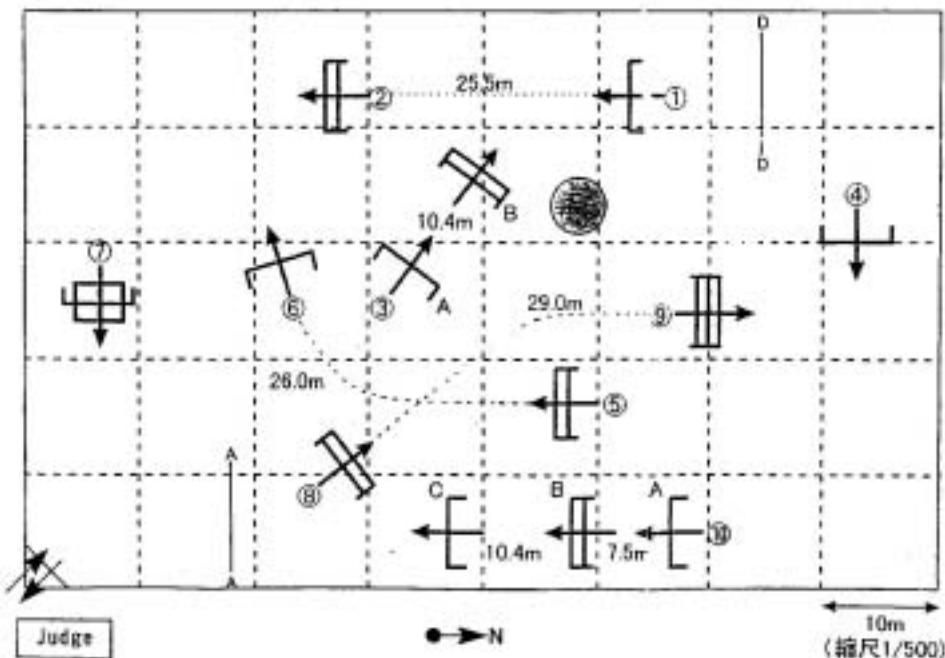 D
25.5m
② ①
D
④
B
10.4m
⑦
⑥ ③ A
29.0m
⑨
26.0m
⑤
A
⑧
C B A
⑩
10.4m 7.5m
A
Judge
N
10m
(縮尺1/500)